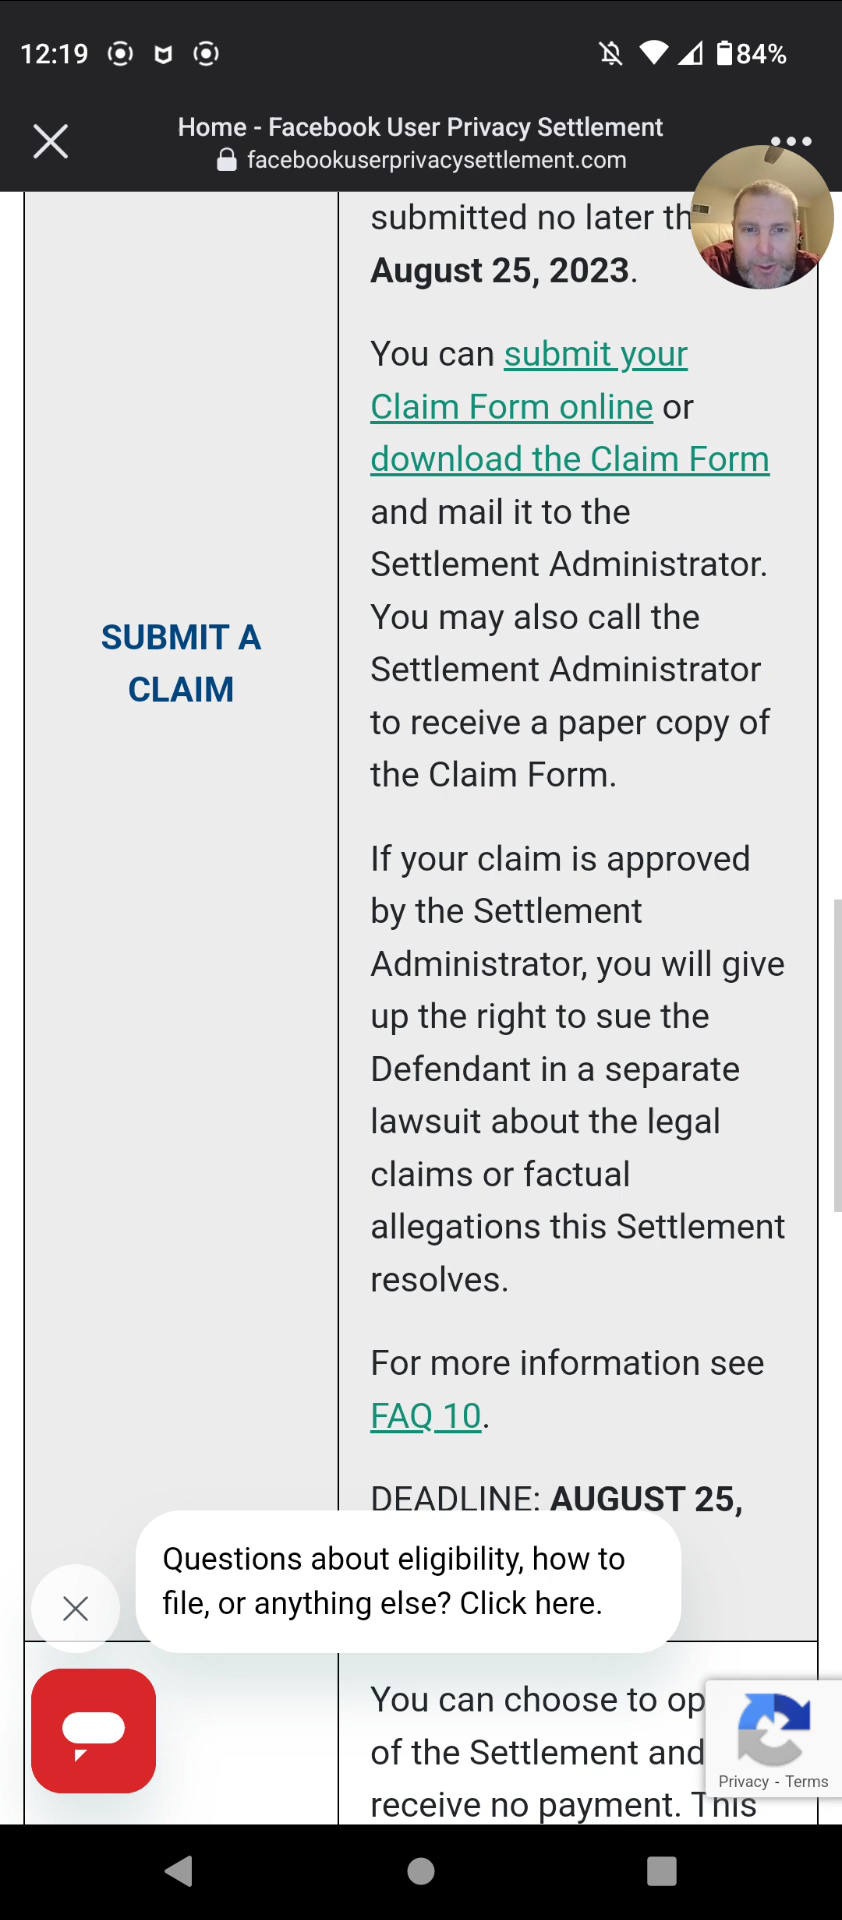 12:19
84%
Home - Facebook User Privacy Settlement
facebookuserprivacysettlement.com
submitted no later th
August 25, 2023.
You can submit your
Claim Form online or
download the Claim Form
and mail it to the
Settlement Administrator.
You may also call the
Settlement Administrator
to receive a paper copy of
the Claim Form.
SUBMIT A
CLAIM
If your claim is approved
by the Settlement
Administrator, you will give
up the right to sue the
Defendant in a separate
lawsuit about the legal
claims or factual
allegations this Settlement
resolves.
For more information see
FAQ 10.
DEADLINE: AUGUST 25,
Questions about eligibility, how to
file, or anything else? Click here.
You can choose to op
of the Settlement and
receive no payment. This
Privacy - Terms